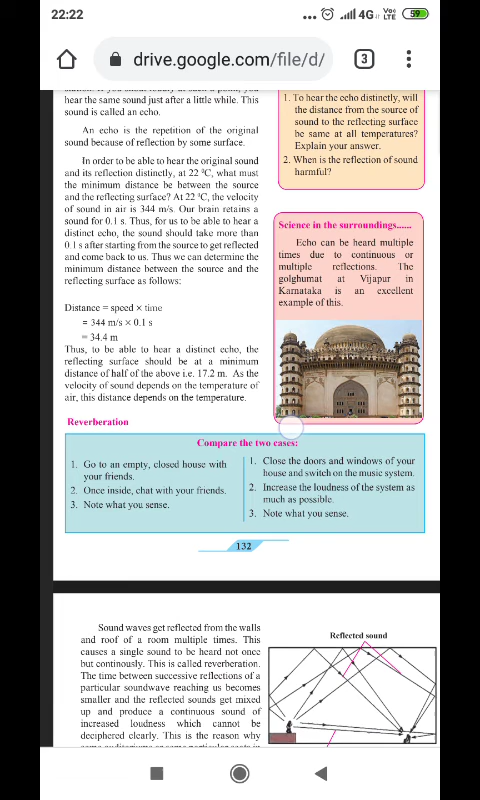 22:22
... 4G Vo) LTE 59
drive.google.com/file/d/
3
hear the same sound just after a little while. This
sound is called an echo.
An echo is the repetition of the original
sound because of reflection by some surface.
In order to be able to hear the original sound
and its reflection distinctly, at 22 ⁰C, what must
the minimum distance be between the source
and the reflecting surface? At 22 ⁰C, the velocity
of sound in air is 344 m/s. Our brain retains a
sound for 0.1 s. Thus, for us to be able to hear a
distinct echo, the sound should take more than
0.1 s after starting from the source to get reflected
and come back to us. Thus we can determine the
minimum distance between the source and the
reflecting surface as follows:
Distance = speed × time
= 344 m/s × 0.1 s
= 34.4 m
Thus, to be able to hear a distinct echo, the
reflecting surface should be at a minimum
distance of half of the above i.e. 17.2 m. As the
velocity of sound depends on the temperature of
air, this distance depends on the temperature.
1. To hear the echo distinctly, will
the distance from the source of
sound to the reflecting surface
be same at all temperatures?
Explain your answer.
2. When is the reflection of sound
harmful?
Science in the surroundings......
Echo can be heard multiple
times due to continuous or
multiple reflections. The
golghumat at Vijapur in
Karnataka is an excellent
example of this.
Reverberation
Compare the two cases:
1. Go to an empty, closed house with
your friends.
2. Once inside, chat with your friends.
3. Note what you sense.
1. Close the doors and windows of your
house and switch on the music system.
2. Increase the loudness of the system as
much as possible.
3. Note what you sense.
132
Sound waves get reflected from the walls
and roof of a room multiple times. This
causes a single sound to be heard not once
but continously. This is called reverberation.
The time between successive reflections of a
particular soundwave reaching us becomes
smaller and the reflected sounds get mixed
up and produce a continuous sound of
increased loudness which cannot be
deciphered clearly. This is the reason why
Reflected sound